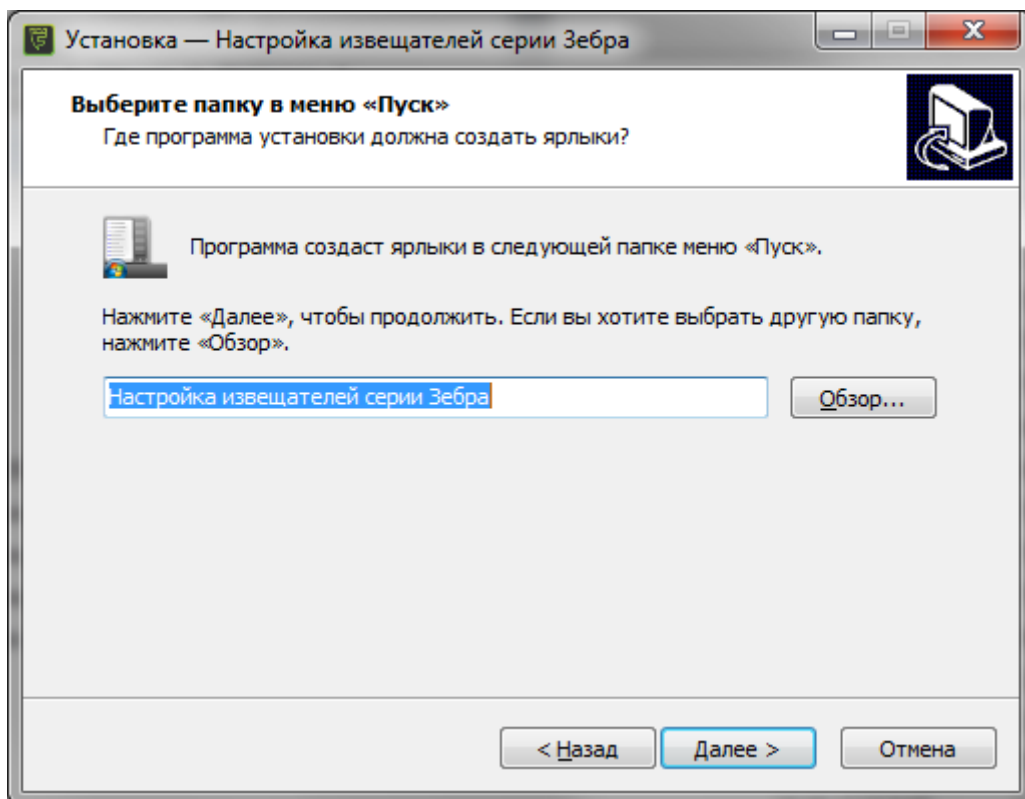 Установка — Настройка извещателей серии Зебра
Выберите папку в меню «Пуск»
Где программа установки должна создать ярлыки?
Программа создаст ярлыки в следующей папке меню «Пуск».
Нажмите «Далее», чтобы продолжить. Если вы хотите выбрать другую папку,
нажмите «Обзор».
Настройка извещателей серии Зебра
Обзор...
< Назад
Далее >
Отмена